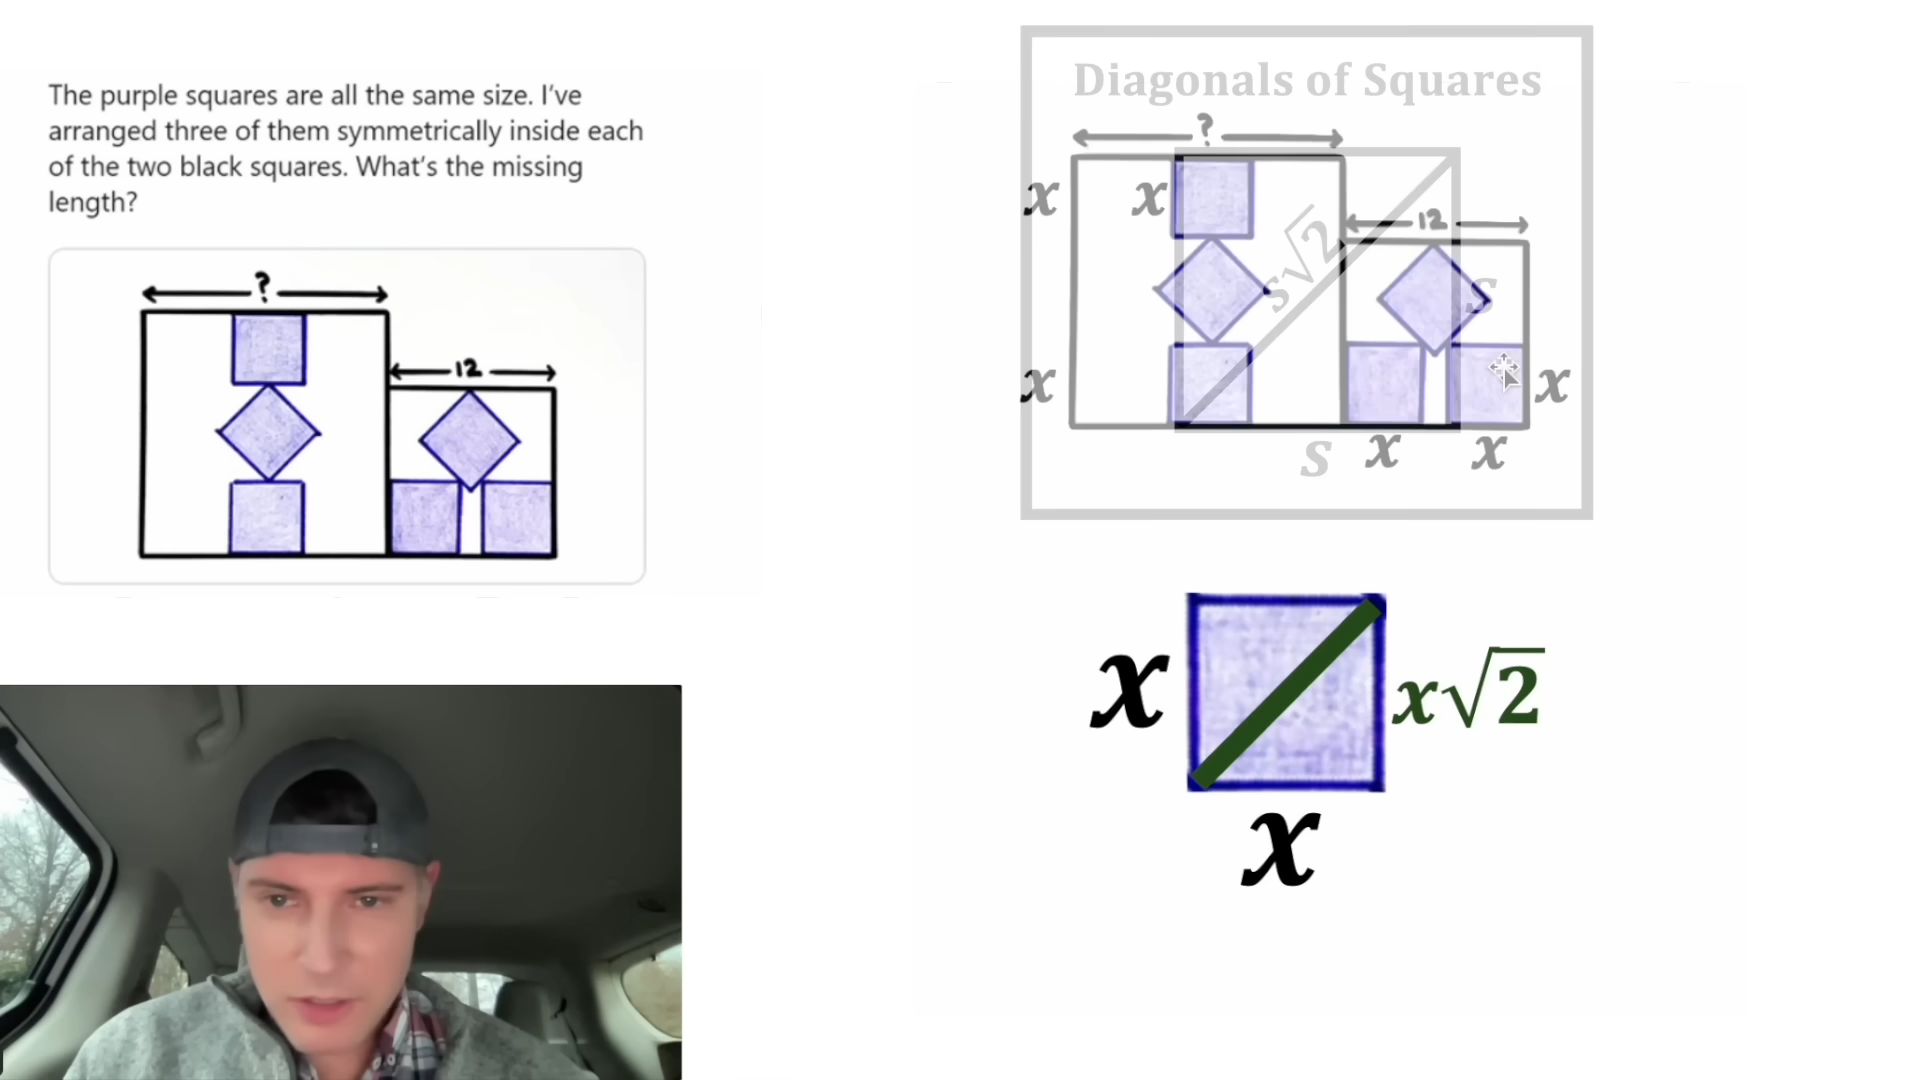 The purple squares are all the same size. I've
arranged three of them symmetrically inside each
of the two black squares. What's the missing
length?
?
12
Diagonals of Squares
?
x
x
s√2
12
s
x
x
s
x
x
x
x√2
x